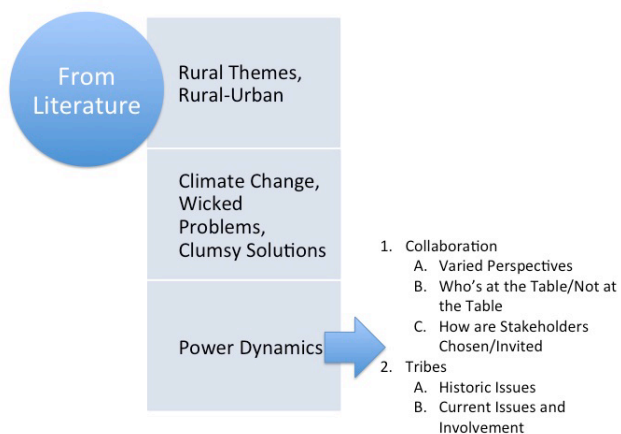 From
Literature
Rural Themes,
Rural-Urban
Climate Change,
Wicked
Problems,
Clumsy Solutions
Power Dynamics
1. Collaboration
A. Varied Perspectives
B. Who's at the Table/Not at
the Table
C. How are Stakeholders
Chosen/Invited
2. Tribes
A. Historic Issues
B. Current Issues and
Involvement